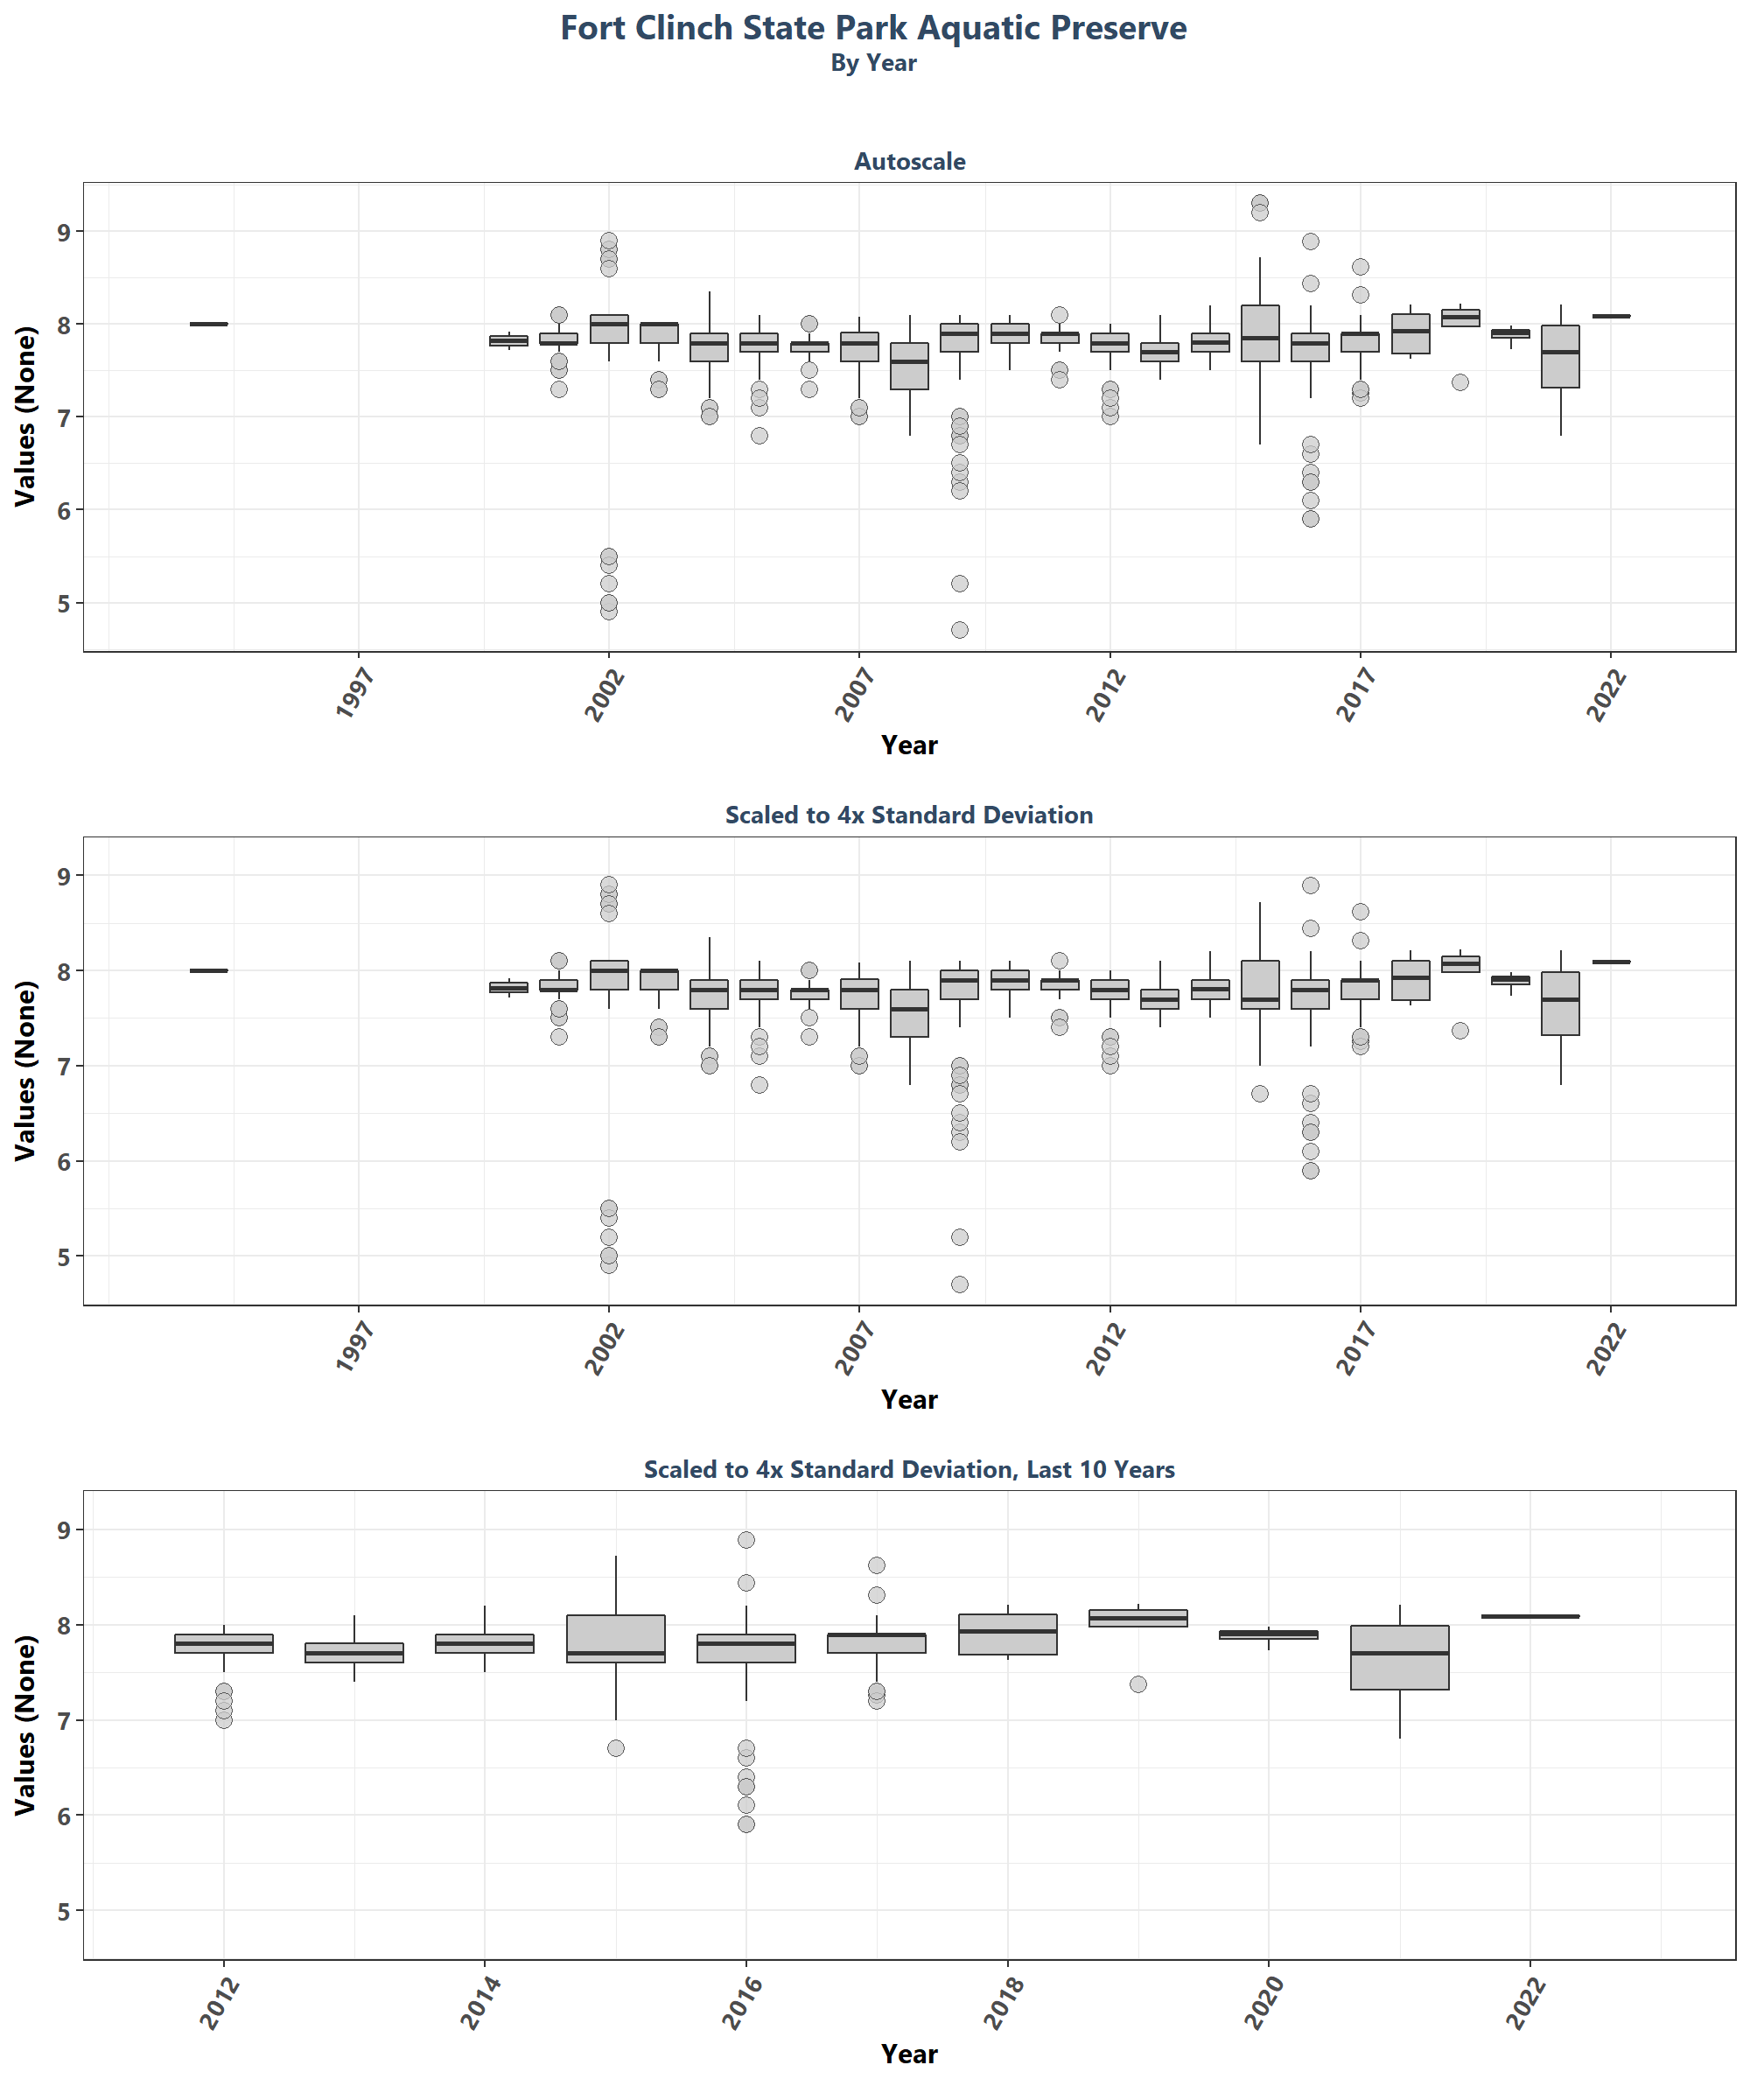 Fort Clinch State Park Aquatic Preserve
By Year
Autoscale
Values (None)
9
8
7
6
5
1997 2002 2007 2012 2017 2022
Year
Scaled to 4x Standard Deviation
Values (None)
9
8
7
6
5
1997 2002 2007 2012 2017 2022
Year
Scaled to 4x Standard Deviation, Last 10 Years
Values (None)
9
8
7
6
5
2012 2014 2016 2018 2020 2022
Year